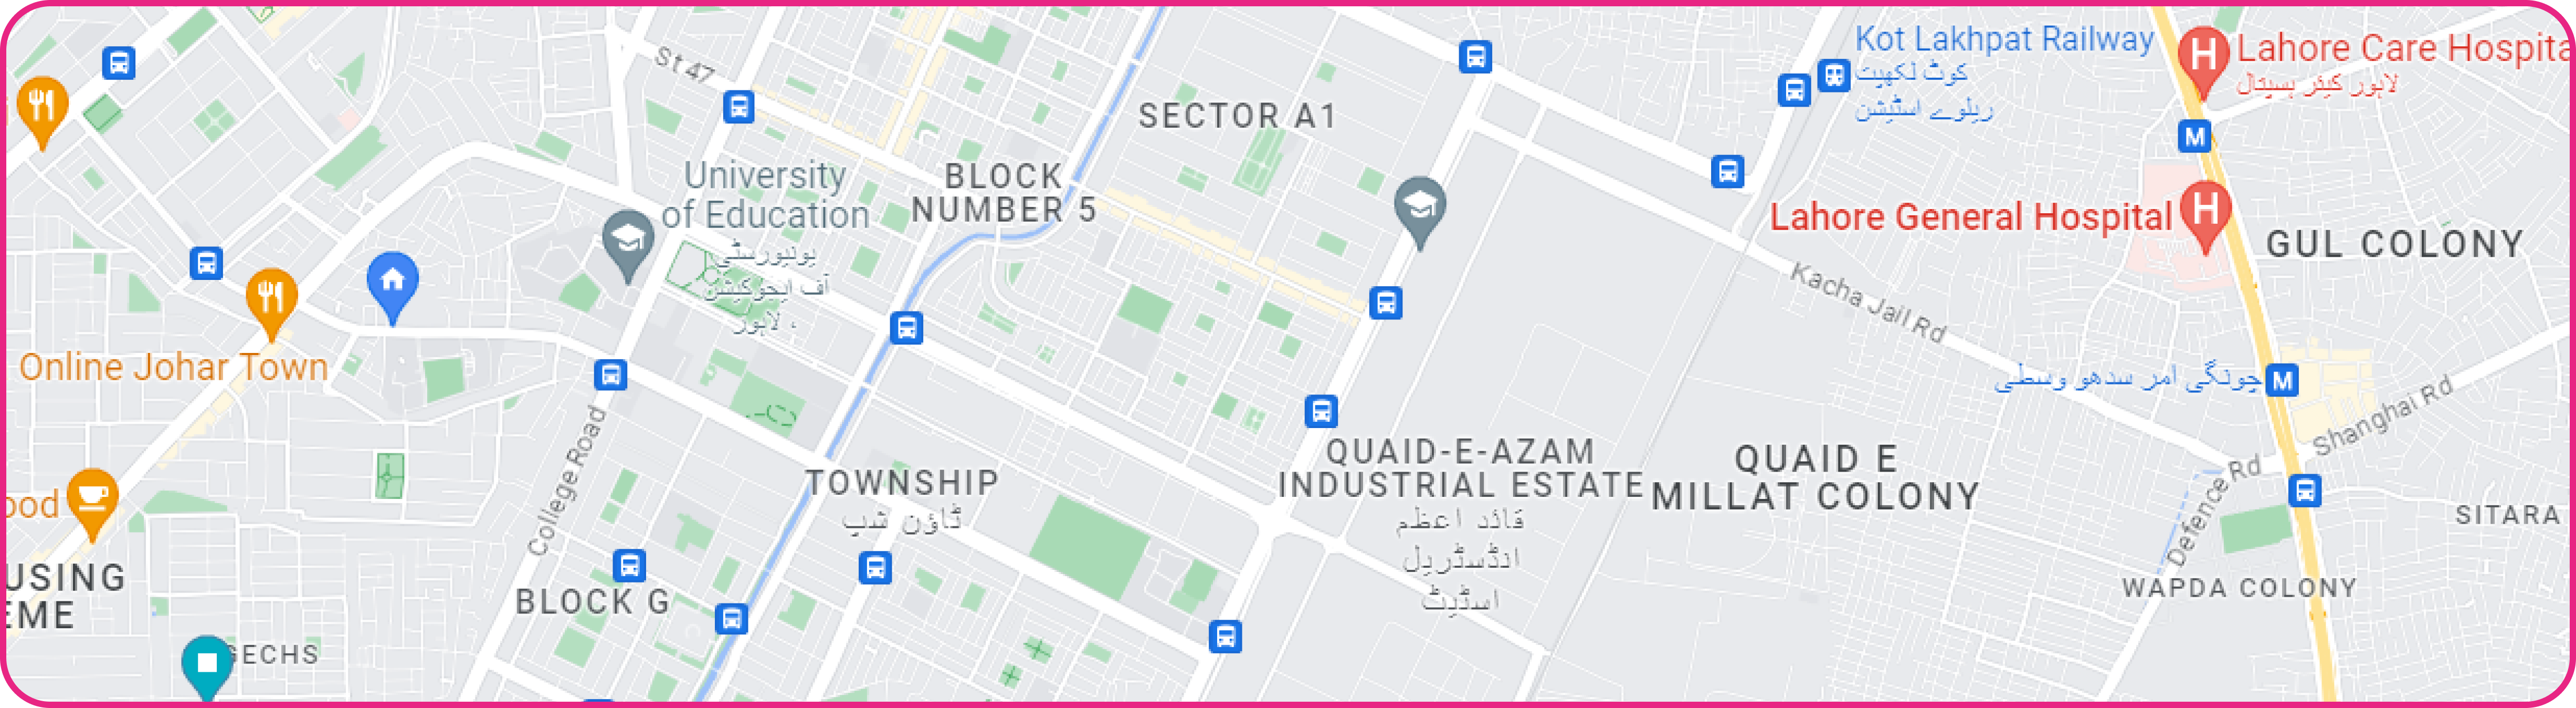 St 47
SECTOR A1
Kot Lakhpat Railway
کوٹ لکھپت
ریلوے اسٹیشن
Lahore Care Hospita
لاہور کیئر ہسپتال
H
M
University
of Education
یونیورسٹی
آف ایجوکیشن
، لاہور
BLOCK
NUMBER 5
Lahore General Hospital
H
GUL COLONY
Kacha Jail Rd
Online Johar Town
چونگی امر سدھو وسطی
M
Shanghai Rd
College Road
TOWNSHIP
ٹاؤن شپ
QUAID-E-AZAM
INDUSTRIAL ESTATE
قائد اعظم
انڈسٹریل
اسٹیٹ
QUAID E
MILLAT COLONY
Defence Rd
SITARA
ood
USING
EME
BLOCK G
WAPDA COLONY
GECHS